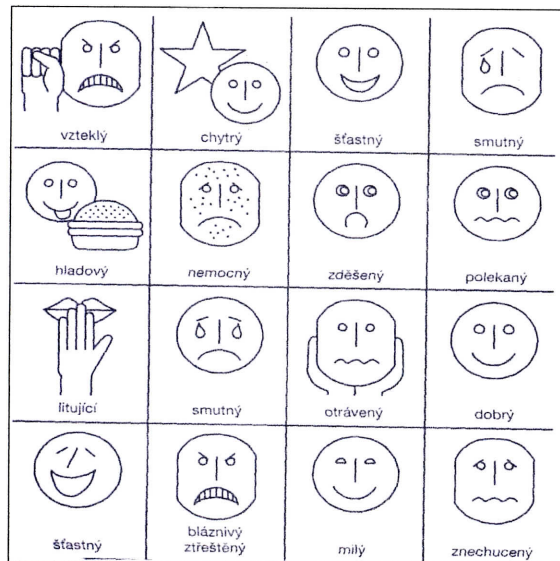 vzteklý
chytrý
šťastný
smutný
hladový
nemocný
zděšený
polekaný
litující
smutný
otrávený
dobrý
šťastný
bláznivý
ztřeštěný
milý
znechucený